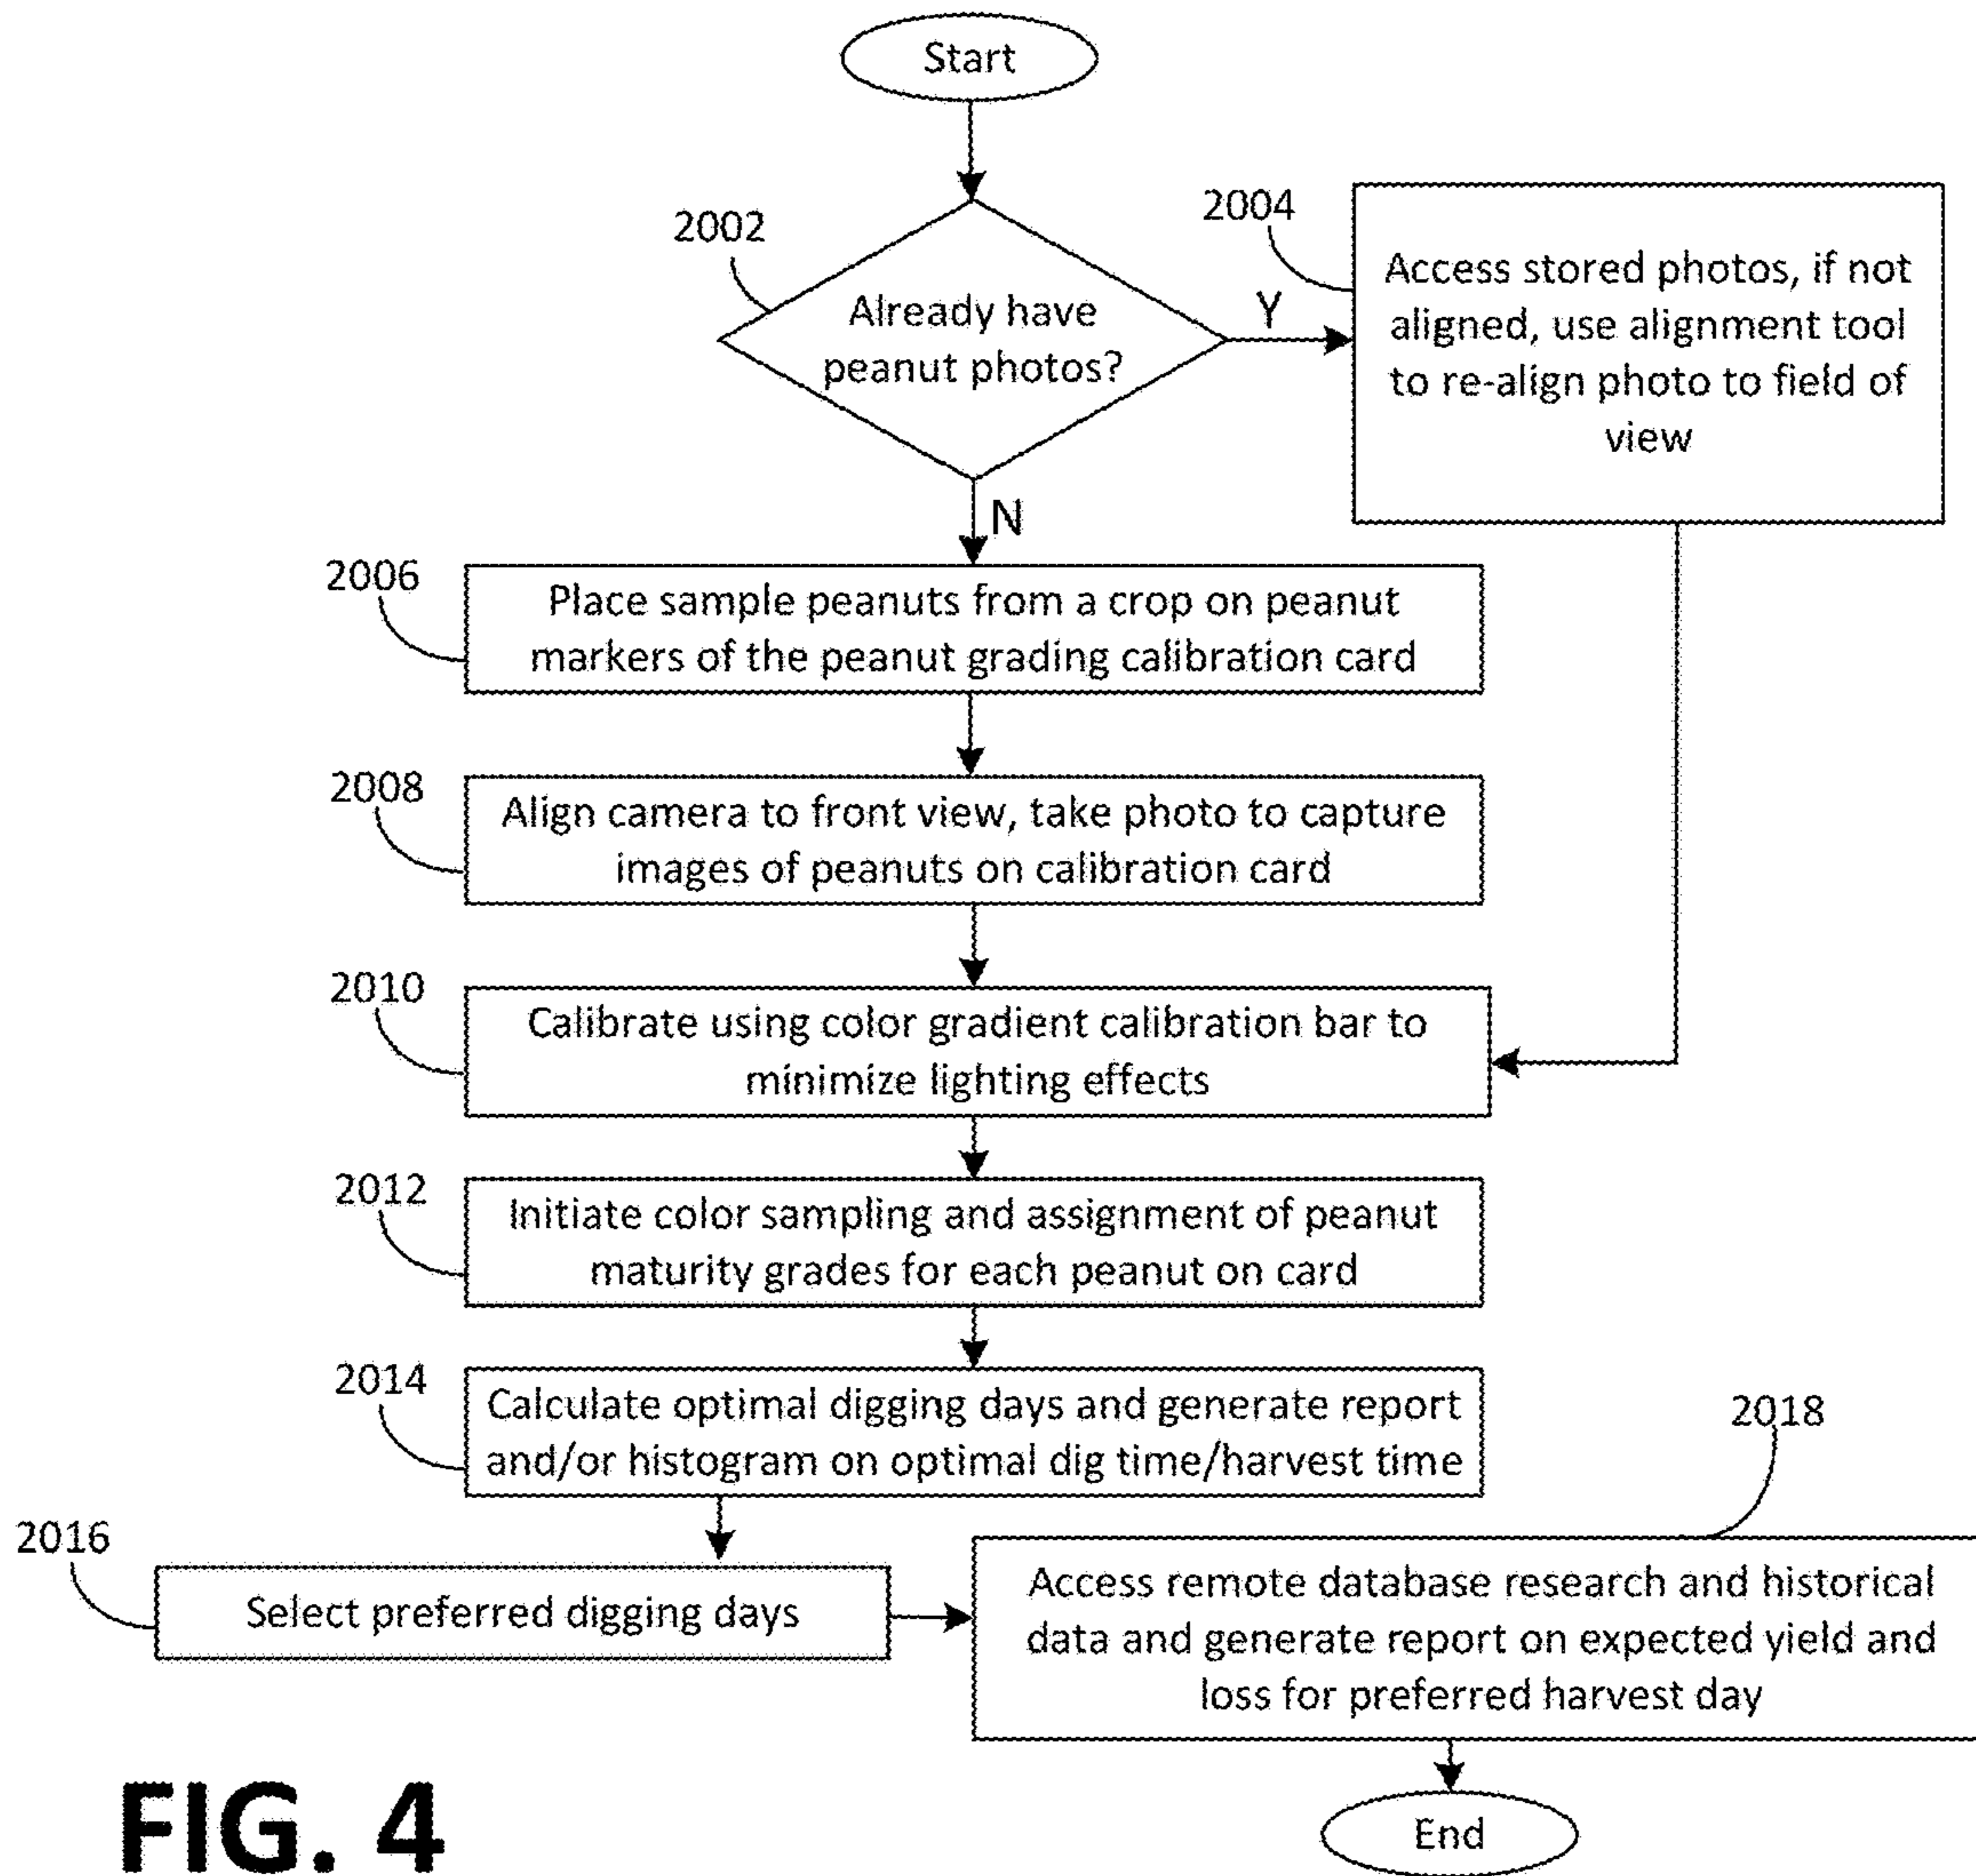 Start
2002
Already have
peanut photos?
Y
N
2004
Access stored photos, if not
aligned, use alignment tool
to re-align photo to field of
view
2006
Place sample peanuts from a crop on peanut
markers of the peanut grading calibration card
2008
Align camera to front view, take photo to capture
images of peanuts on calibration card
2010
Calibrate using color gradient calibration bar to
minimize lighting effects
2012
Initiate color sampling and assignment of peanut
maturity grades for each peanut on card
2014
Calculate optimal digging days and generate report
and/or histogram on optimal dig time/harvest time
2016
Select preferred digging days
2018
Access remote database research and historical
data and generate report on expected yield and
loss for preferred harvest day
End
FIG. 4